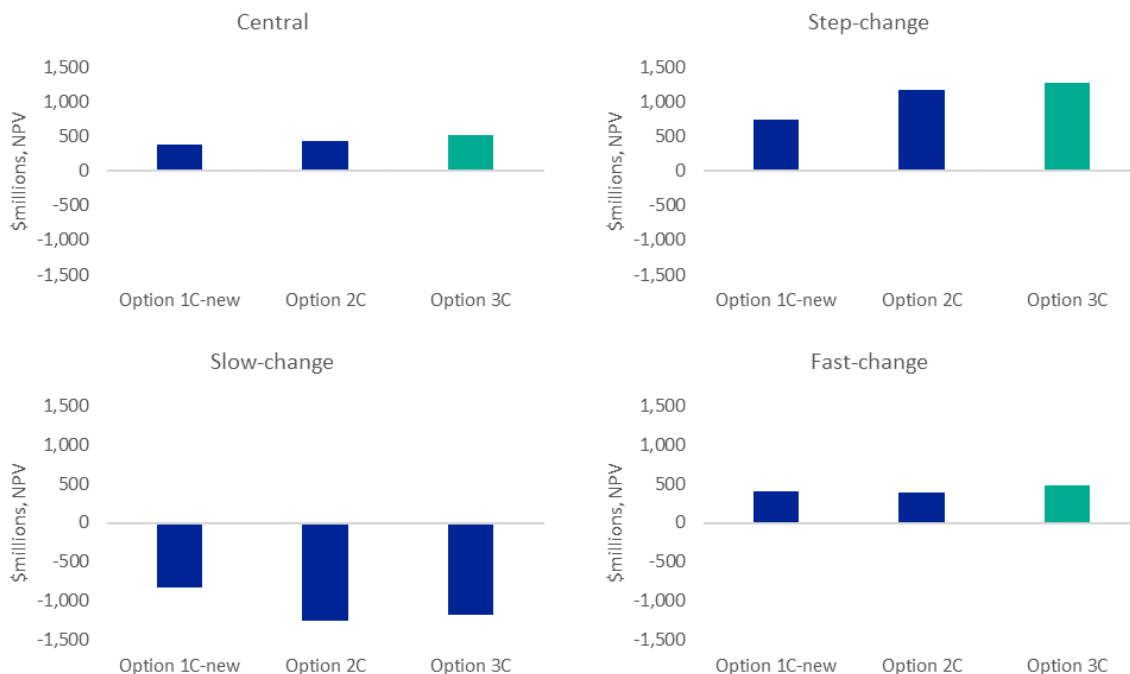 Central
$millions, NPV
1,500
1,000
500
0
-500
-1,000
-1,500
Option 1C-new Option 2C Option 3C
Step-change
$millions, NPV
1,500
1,000
500
0
-500
-1,000
-1,500
Option 1C-new Option 2C Option 3C
Slow-change
$millions, NPV
1,500
1,000
500
0
-500
-1,000
-1,500
Option 1C-new Option 2C Option 3C
Fast-change
$millions, NPV
1,500
1,000
500
0
-500
-1,000
-1,500
Option 1C-new Option 2C Option 3C